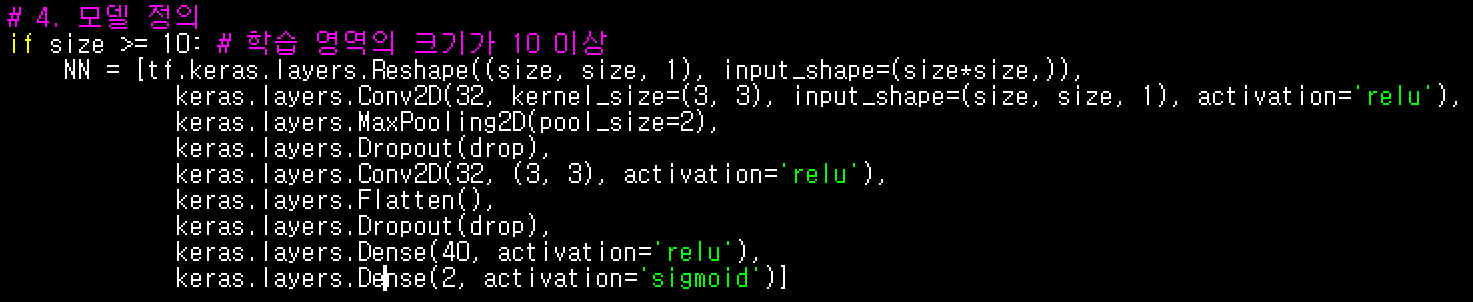 # 4. 모델 정의
if size >= 10: # 학습 영역의 크기가 10 이상
    NN = [tf.keras.layers.Reshape((size, size, 1), input_shape=(size*size,)),
            keras.layers.Conv2D(32, kernel_size=(3, 3), input_shape=(size, size, 1), activation='relu'),
            keras.layers.MaxPooling2D(pool_size=2),
            keras.layers.Dropout(drop),
            keras.layers.Conv2D(32, (3, 3), activation='relu'),
            keras.layers.Flatten(),
            keras.layers.Dropout(drop),
            keras.layers.Dense(40, activation='relu'),
            keras.layers.Dense(2, activation='sigmoid')]